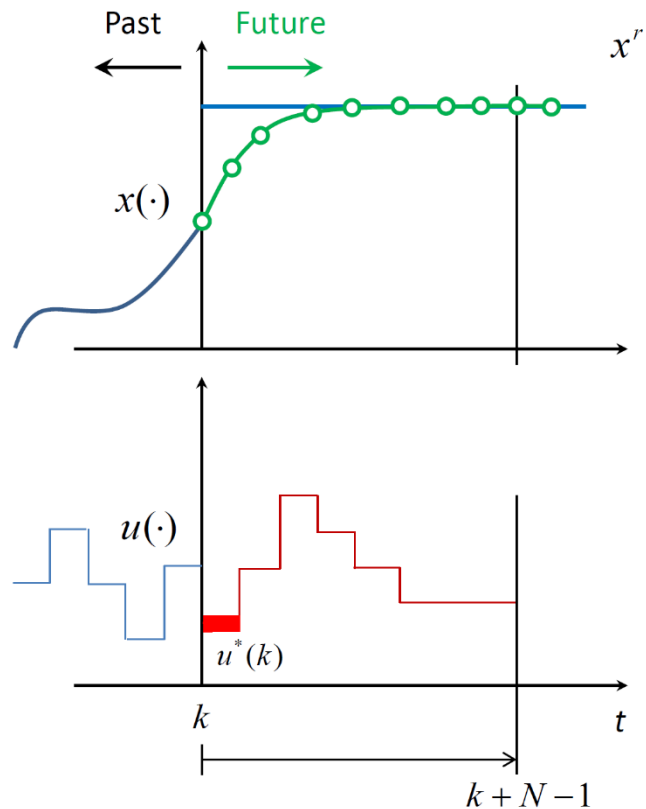 Past Future
x^r
x(·)
u(·)
u^*(k)
k t
k + N − 1